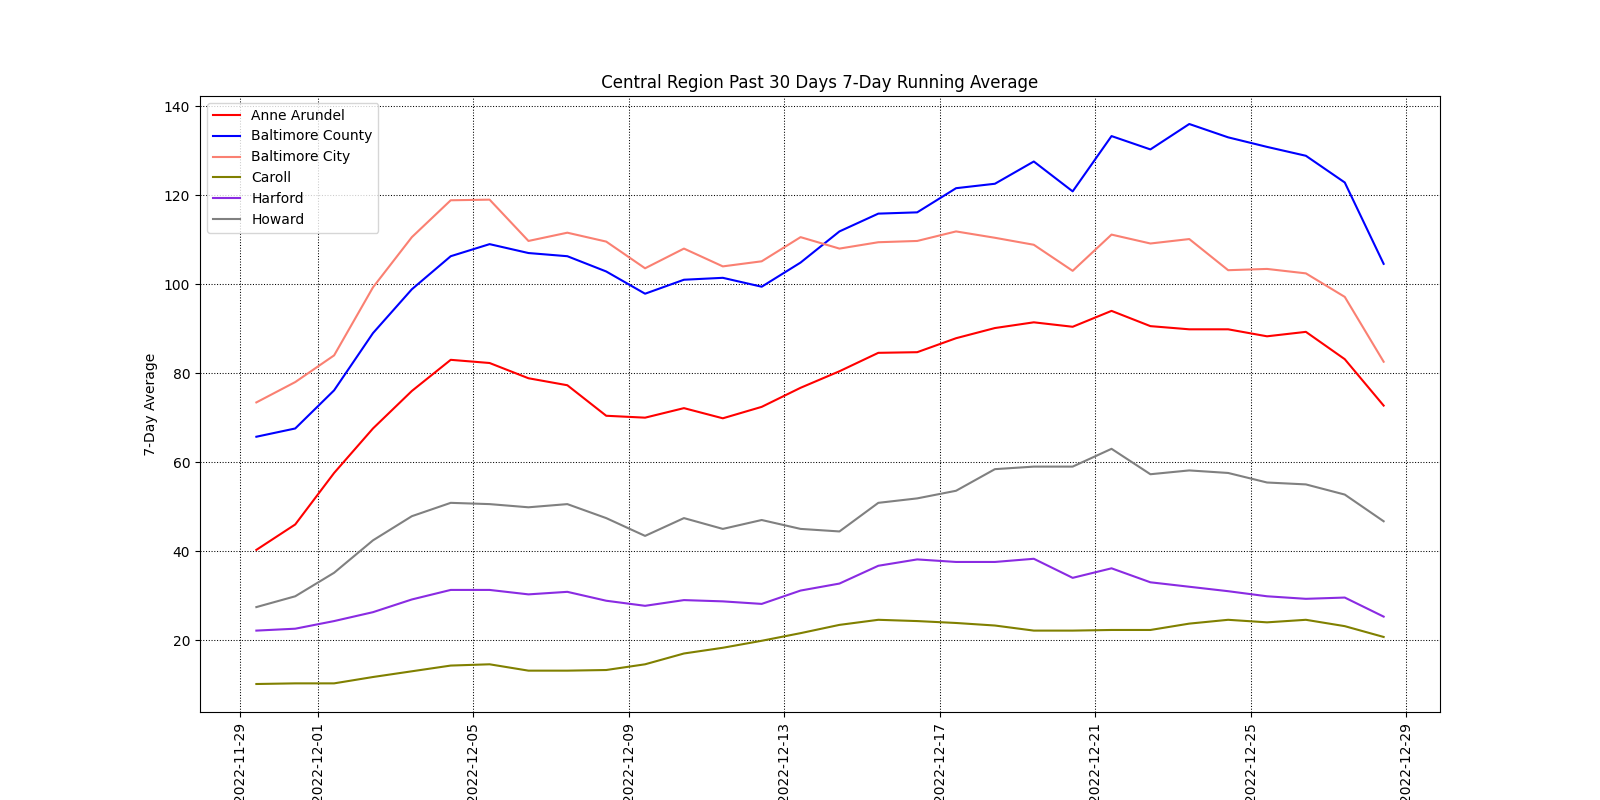 Central Region Past 30 Days 7-Day Running Average
140
120
100
80
60
40
20
7-Day Average
Anne Arundel
Baltimore County
Baltimore City
Caroll
Harford
Howard
2022-11-29
2022-12-01
2022-12-05
2022-12-09
2022-12-13
2022-12-17
2022-12-21
2022-12-25
2022-12-29